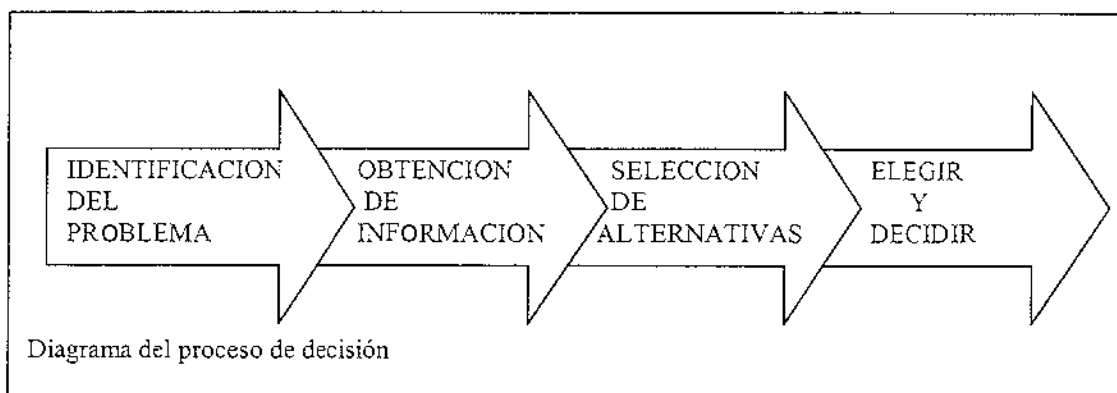 IDENTIFICACION
DEL
PROBLEMA
OBTENCION
DE
INFORMACION
SELECCION
DE
ALTERNATIVAS
ELEGIR
Y
DECIDIR
Diagrama del proceso de decisión